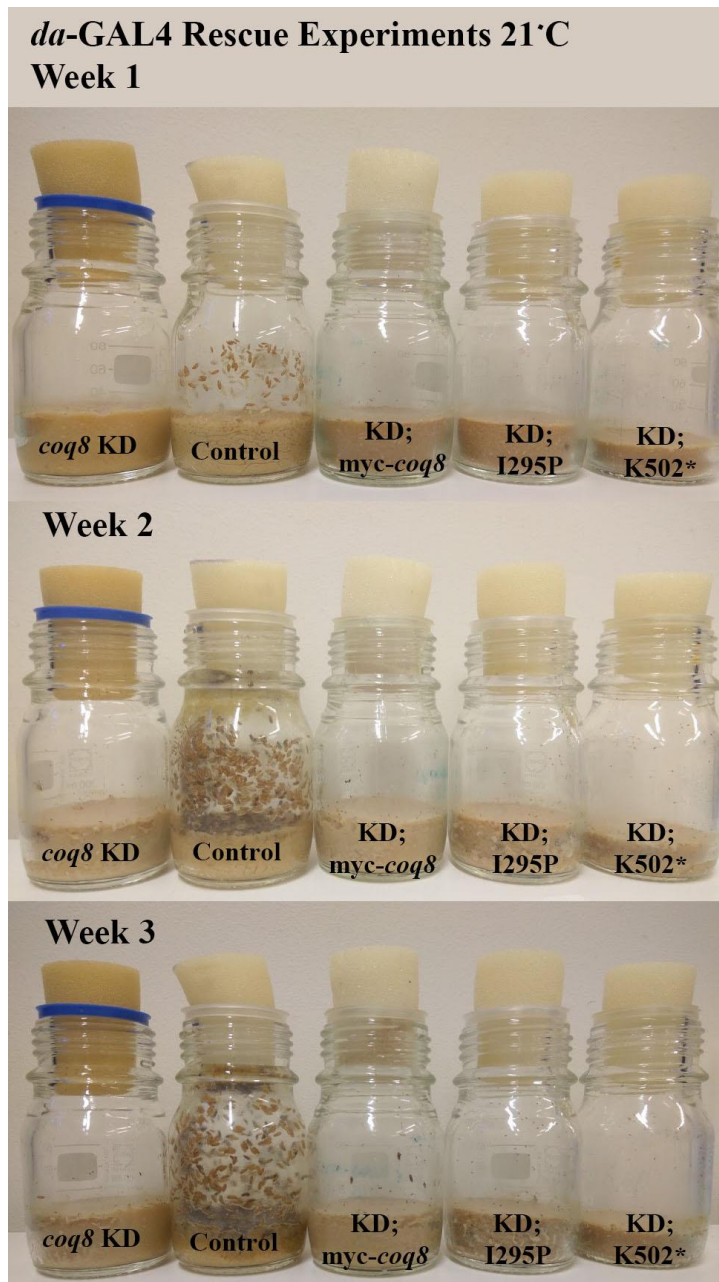 da-GAL4 Rescue Experiments 21˙C
Week 1
coq8 KD
Control
KD;
myc-coq8
KD;
I295P
KD;
K502*
Week 2
coq8 KD
Control
KD;
myc-coq8
KD;
I295P
KD;
K502*
Week 3
coq8 KD
Control
KD;
myc-coq8
KD;
I295P
KD;
K502*